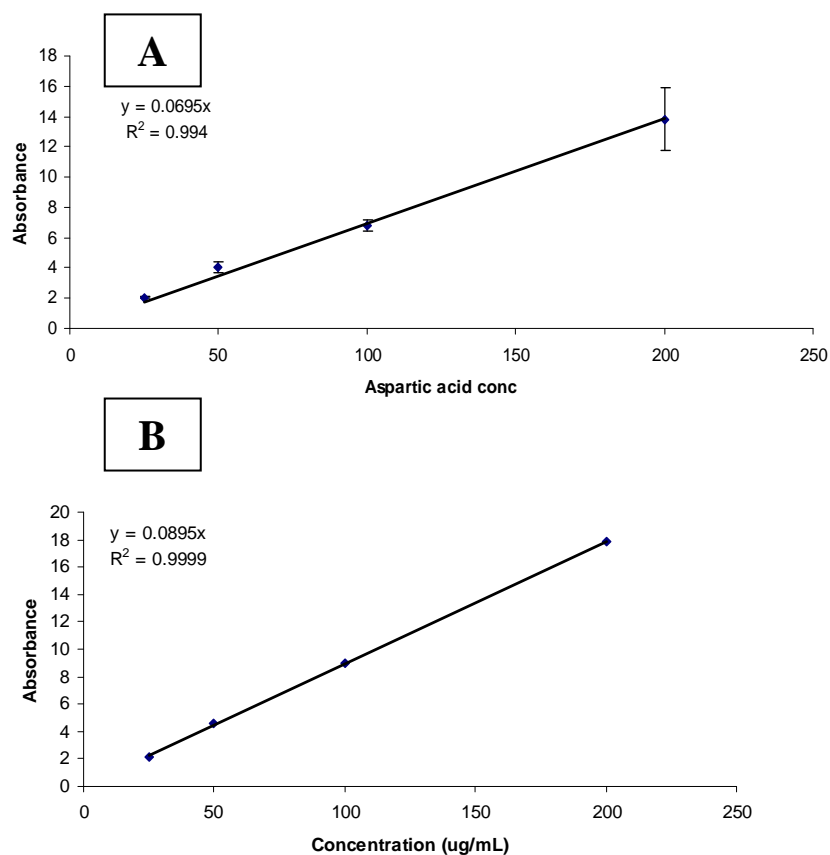 A
y = 0.0695x
R² = 0.994
18
16
14
12
10
8
6
4
2
0
Absorbance
0 50 100 150 200 250
Aspartic acid conc
B
y = 0.0895x
R² = 0.9999
20
18
16
14
12
10
8
6
4
2
0
Absorbance
0 50 100 150 200 250
Concentration (ug/mL)